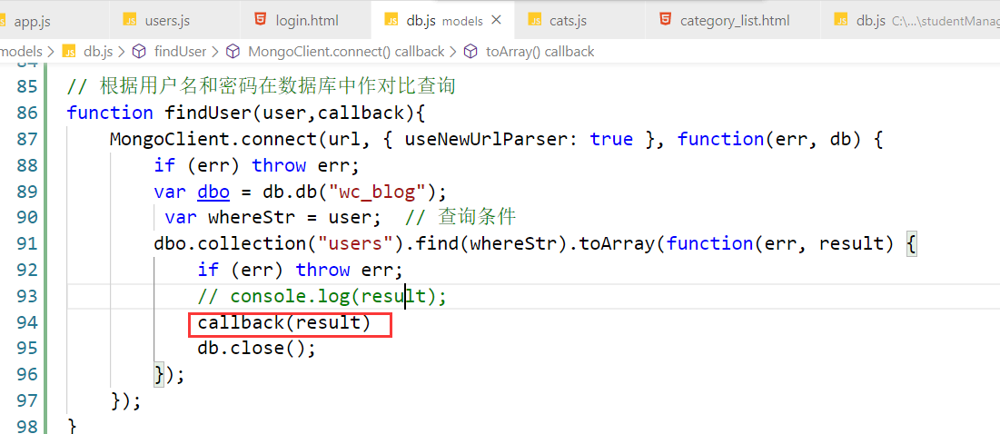 app.js users.js login.html db.js models cats.js category_list.html db.js C:\...\studentManag
models > db.js > findUser > MongoClient.connect() callback > toArray() callback
85 // 根据用户名和密码在数据库中作对比查询
86 function findUser(user,callback){
87 MongoClient.connect(url, { useNewUrlParser: true }, function(err, db) {
88 if (err) throw err;
89 var dbo = db.db("wc_blog");
90 var whereStr = user; // 查询条件
91 dbo.collection("users").find(whereStr).toArray(function(err, result) {
92 if (err) throw err;
93 // console.log(result);
94 callback(result)
95 db.close();
96 });
97 });
98 }